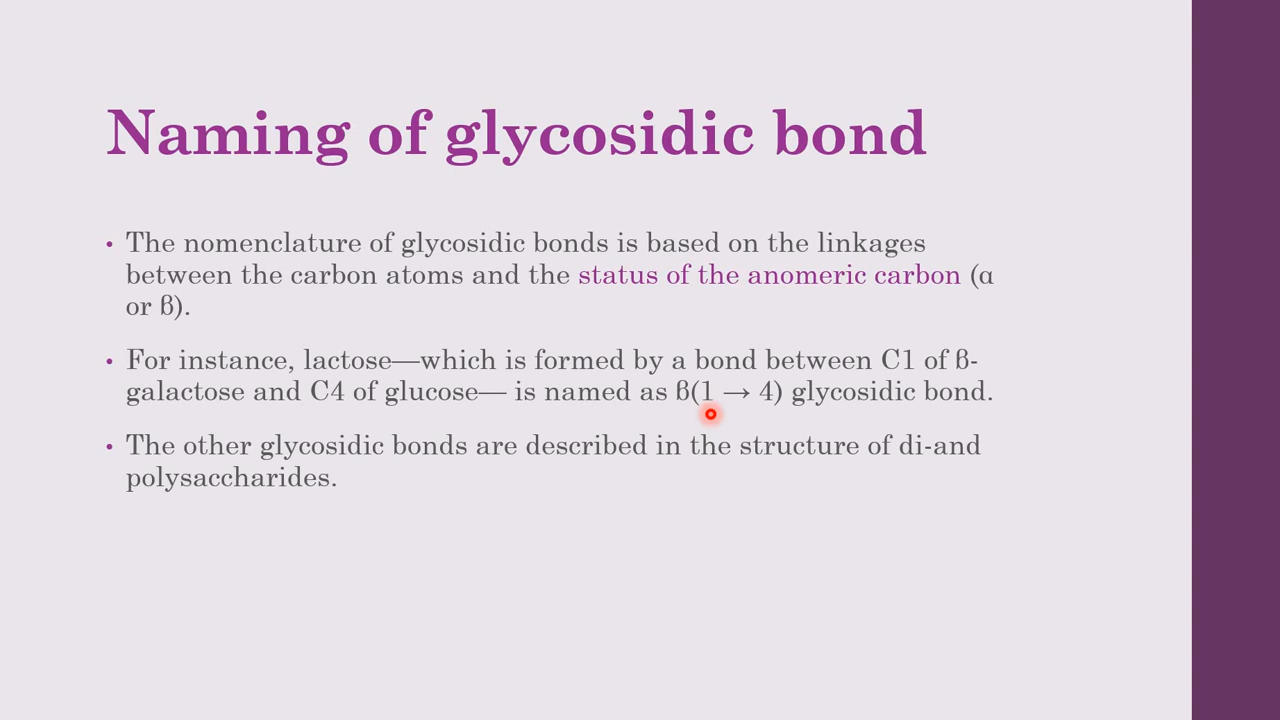 Naming of glycosidic bond
• The nomenclature of glycosidic bonds is based on the linkages
between the carbon atoms and the status of the anomeric carbon (α
or β).
• For instance, lactose—which is formed by a bond between C1 of β-
galactose and C4 of glucose— is named as β(1 → 4) glycosidic bond.
• The other glycosidic bonds are described in the structure of di-and
polysaccharides.